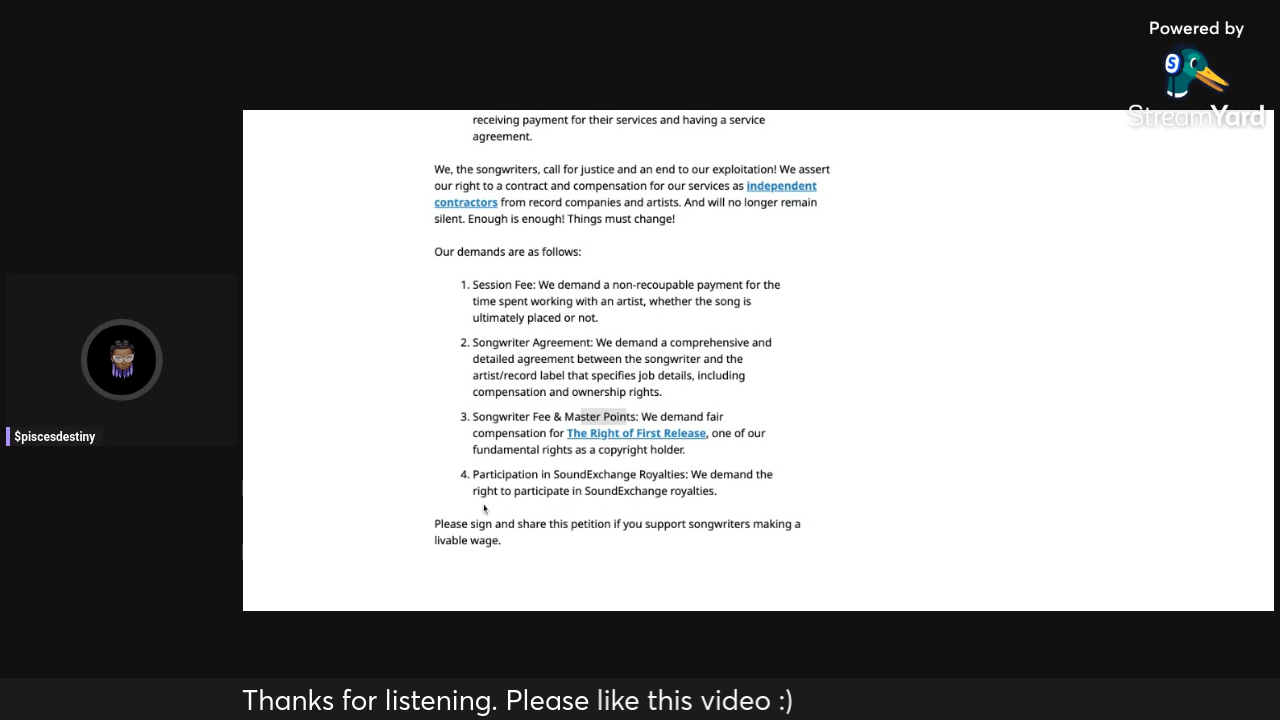 Powered by
StreamYard
receiving payment for their services and having a service
agreement.
We, the songwriters, call for justice and an end to our exploitation! We assert
our right to a contract and compensation for our services as independent
contractors from record companies and artists. And will no longer remain
silent. Enough is enough! Things must change!
Our demands are as follows:
1. Session Fee: We demand a non-recoupable payment for the
time spent working with an artist, whether the song is
ultimately placed or not.
2. Songwriter Agreement: We demand a comprehensive and
detailed agreement between the songwriter and the
artist/record label that specifies job details, including
compensation and ownership rights.
3. Songwriter Fee & Master Points: We demand fair
compensation for The Right of First Release, one of our
fundamental rights as a copyright holder.
4. Participation in SoundExchange Royalties: We demand the
right to participate in SoundExchange royalties.
Please sign and share this petition if you support songwriters making a
livable wage.
$piscesdestiny
Thanks for listening. Please like this video :)